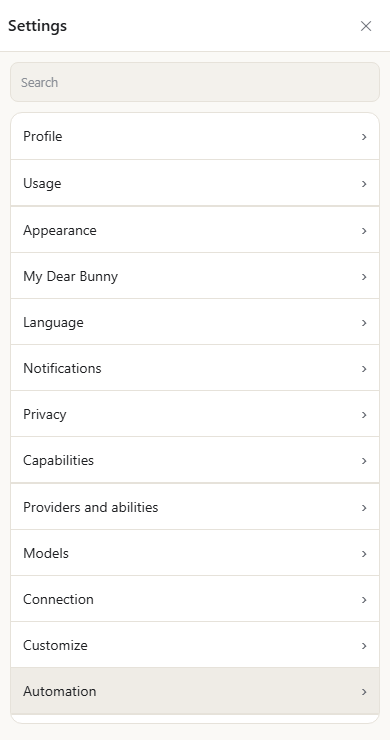 Settings
Search
Profile
Usage
Appearance
My Dear Bunny
Language
Notifications
Privacy
Capabilities
Providers and abilities
Models
Connection
Customize
Automation